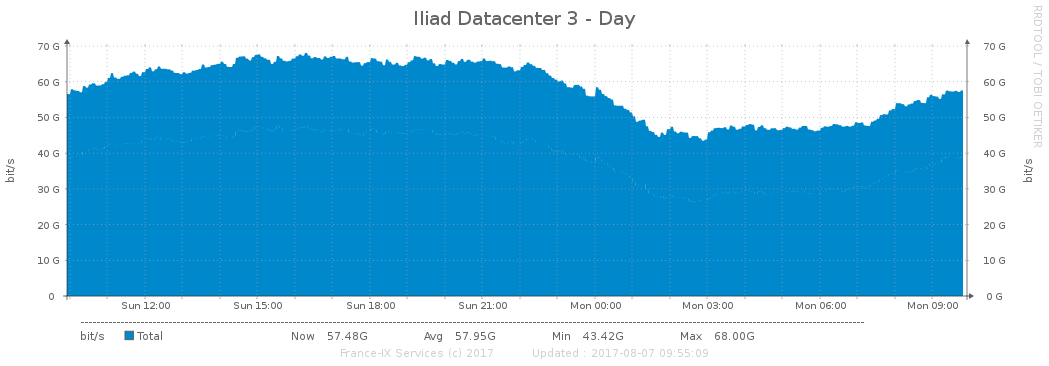 Iliad Datacenter 3 - Day
RRDTOOL / TOBI OETIKER
70 G 70 G
60 G 60 G
50 G 50 G
40 G 40 G
30 G 30 G
20 G 20 G
10 G 10 G
0 0 G
bit/s bit/s
Sun 12:00 Sun 15:00 Sun 18:00 Sun 21:00 Mon 00:00 Mon 03:00 Mon 06:00 Mon 09:00
bit/s Total Now 57.48G Avg 57.95G Min 43.42G Max 68.00G
France-IX Services (c) 2017 Updated : 2017-08-07 09:55:09